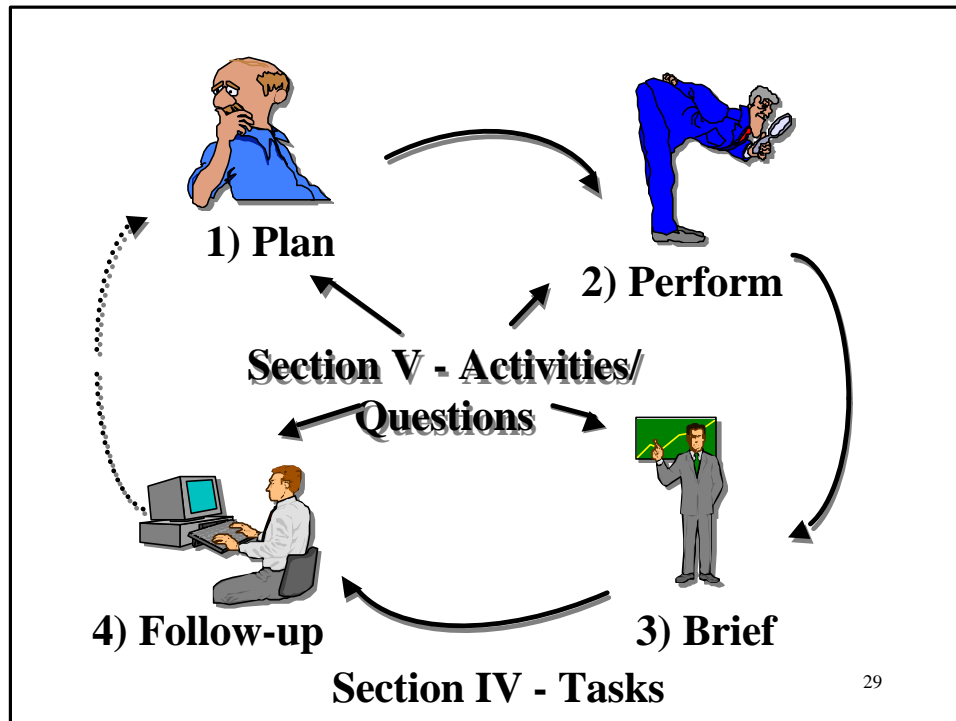 1) Plan
2) Perform
Section V - Activities/
Questions
4) Follow-up
3) Brief
Section IV - Tasks
29